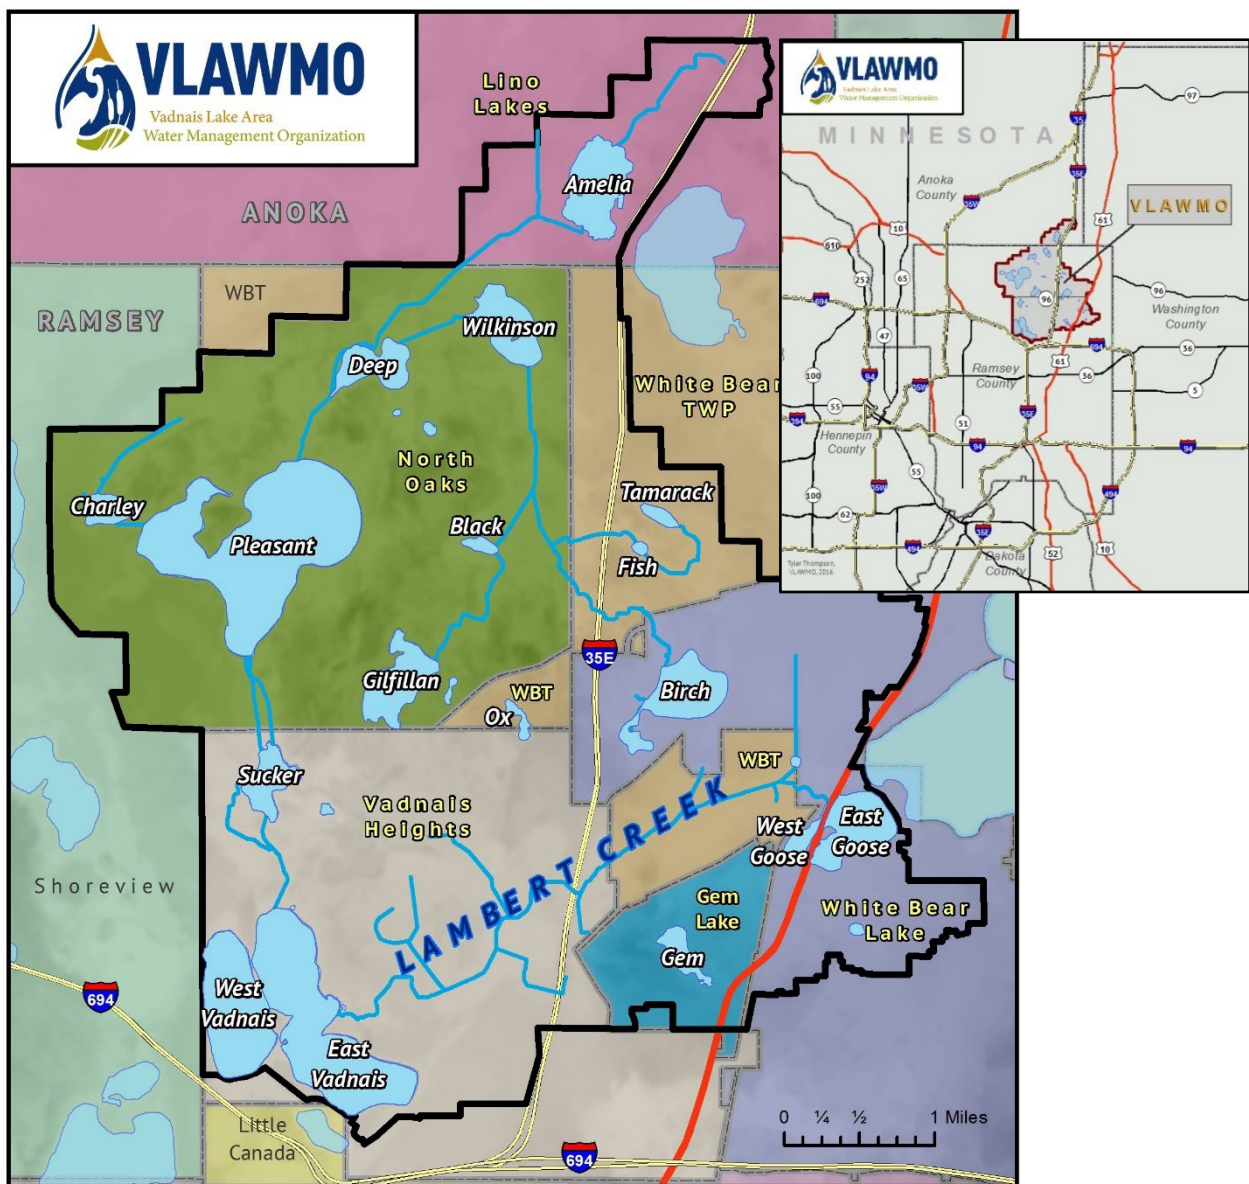 VLAWMO
Vadnais Lake Area
Water Management Organization
Lino
Lakes
Amelia
ANOKA
WBT
RAMSEY
Wilkinson
Deep
White Bear
TWP
North
Oaks
Charley
Tamarack
Black
Pleasant
Fish
35E
Gilfillan
WBT
Ox
Birch
Sucker
WBT
Vadnais
Heights
LAMBERT CREEK
West
Goose
East
Goose
Shoreview
Gem
Lake
White Bear
Lake
Gem
694
West
Vadnais
East
Vadnais
Little
Canada
0 ¼ ½ 1 Miles
694
VLAWMO
Vadnais Lake Area
Water Management Organization
MINNESOTA
97
35
Anoka
County
35E
35W
VLAWMO
10
61
610
252
65
96
96
Washington
County
694
47
694
36
61
Ramsey
County
36
100
94
35W
5
55
35E
394
51
Hennepin
County
94
94
55
35W
100
494
62
35E
494
Dakota
County
52
10
Tyler Thompson,
VLAWMO, 2016